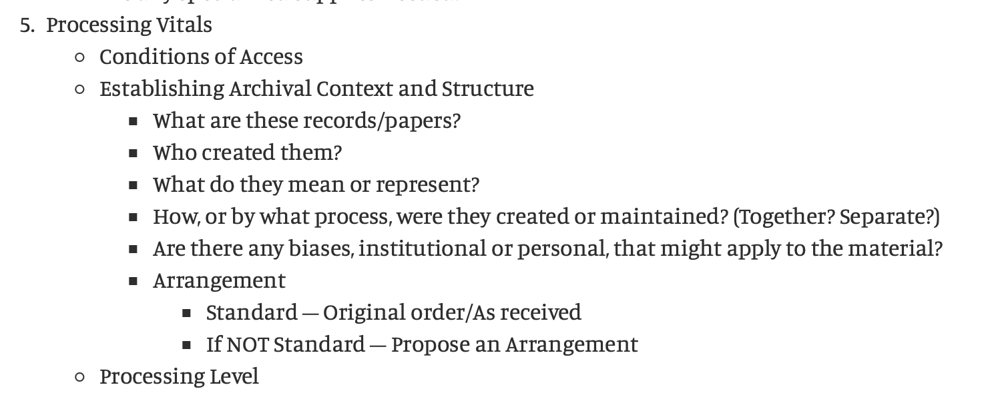 5. Processing Vitals
Conditions of Access
Establishing Archival Context and Structure
What are these records/papers?
Who created them?
What do they mean or represent?
How, or by what process, were they created or maintained? (Together? Separate?)
Are there any biases, institutional or personal, that might apply to the material?
Arrangement
Standard — Original order/As received
If NOT Standard — Propose an Arrangement
Processing Level